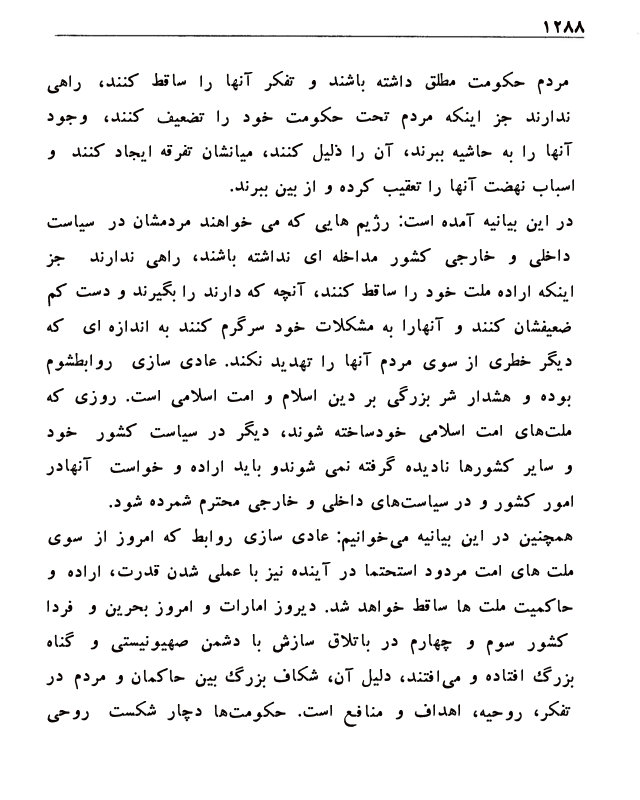 ۱۲۸۸
مردم حکومت مطلق داشته باشند و تفکر آنها را ساقط کنند، راهی
ندارند جز اینکه مردم تحت حکومت خود را تضعیف کنند، وجود
آنها را به حاشیه ببرند، آن را ذلیل کنند، میانشان تفرقه ایجاد کنند و
اسباب نهضت آنها را تعقیب کرده و از بین ببرند.
در این بیانیه آمده است: رژیم هایی که می خواهند مردمشان در سیاست
داخلی و خارجی کشور مداخله ای نداشته باشند، راهی ندارند جز
اینکه اراده ملت خود را ساقط کنند، آنچه که دارند را بگیرند و دست کم
ضعیفشان کنند و آنهارا به مشکلات خود سرگرم کنند به اندازه ای که
دیگر خطری از سوی مردم آنها را تهدید نکند. عادی سازی روابطشوم
بوده و هشدار شر بزرگی بر دین اسلام و امت اسلامی است. روزی که
ملت‌های امت اسلامی خودساخته شوند، دیگر در سیاست کشور خود
و سایر کشورها نادیده گرفته نمی شوندو باید اراده و خواست آنهادر
امور کشور و در سیاست‌های داخلی و خارجی محترم شمرده شود.
همچنین در این بیانیه می‌خوانیم: عادی سازی روابط که امروز از سوی
ملت های امت مردود استحتما در آینده نیز با عملی شدن قدرت، اراده و
حاکمیت ملت ها ساقط خواهد شد. دیروز امارات و امروز بحرین و فردا
کشور سوم و چهارم در باتلاق سازش با دشمن صهیونیستی و گناه
بزرگ افتاده و می‌افتند، دلیل آن، شکاف بزرگ بین حاکمان و مردم در
تفکر، روحیه، اهداف و منافع است. حکومت‌ها دچار شکست روحی